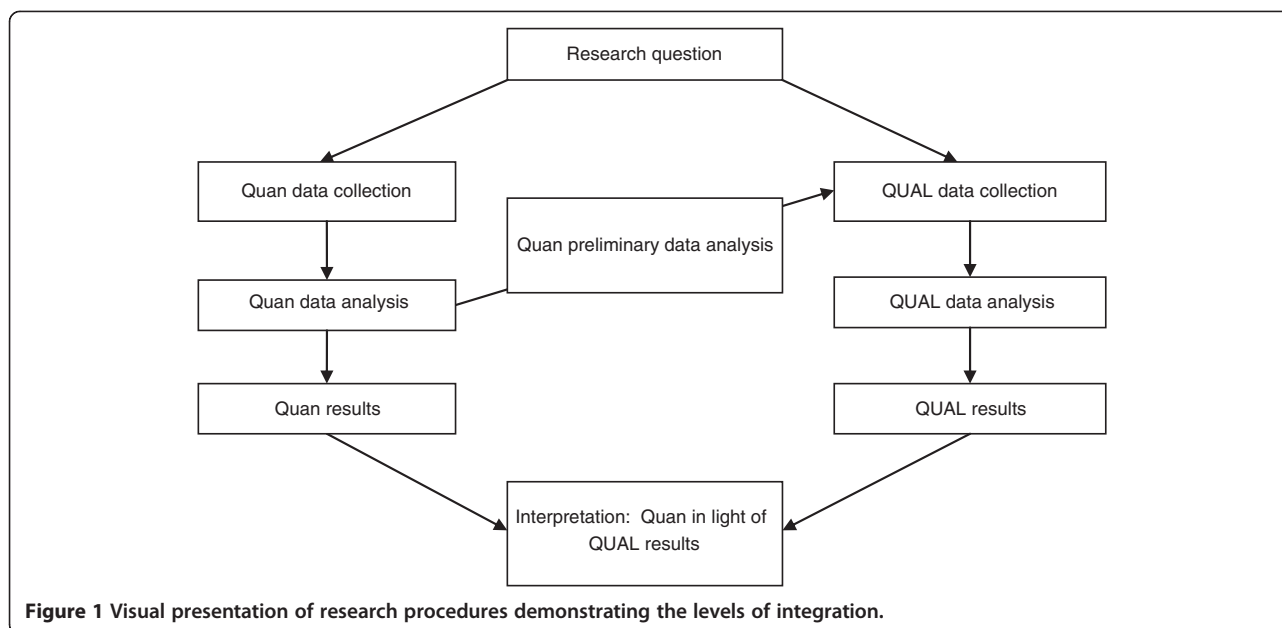 Research question
Quan data collection
QUAL data collection
Quan preliminary data analysis
Quan data analysis
QUAL data analysis
Quan results
QUAL results
Interpretation: Quan in light of
QUAL results
Figure 1 Visual presentation of research procedures demonstrating the levels of integration.